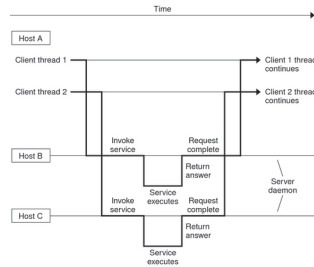 Time
Host A
Client thread 1
Client 1 thread
continues
Client thread 2
Client 2 thread
continues
Invoke
service
Request
complete
Host B
Return
answer
Service
executes
Server
daemon
Invoke
service
Request
complete
Host C
Return
answer
Service
executes